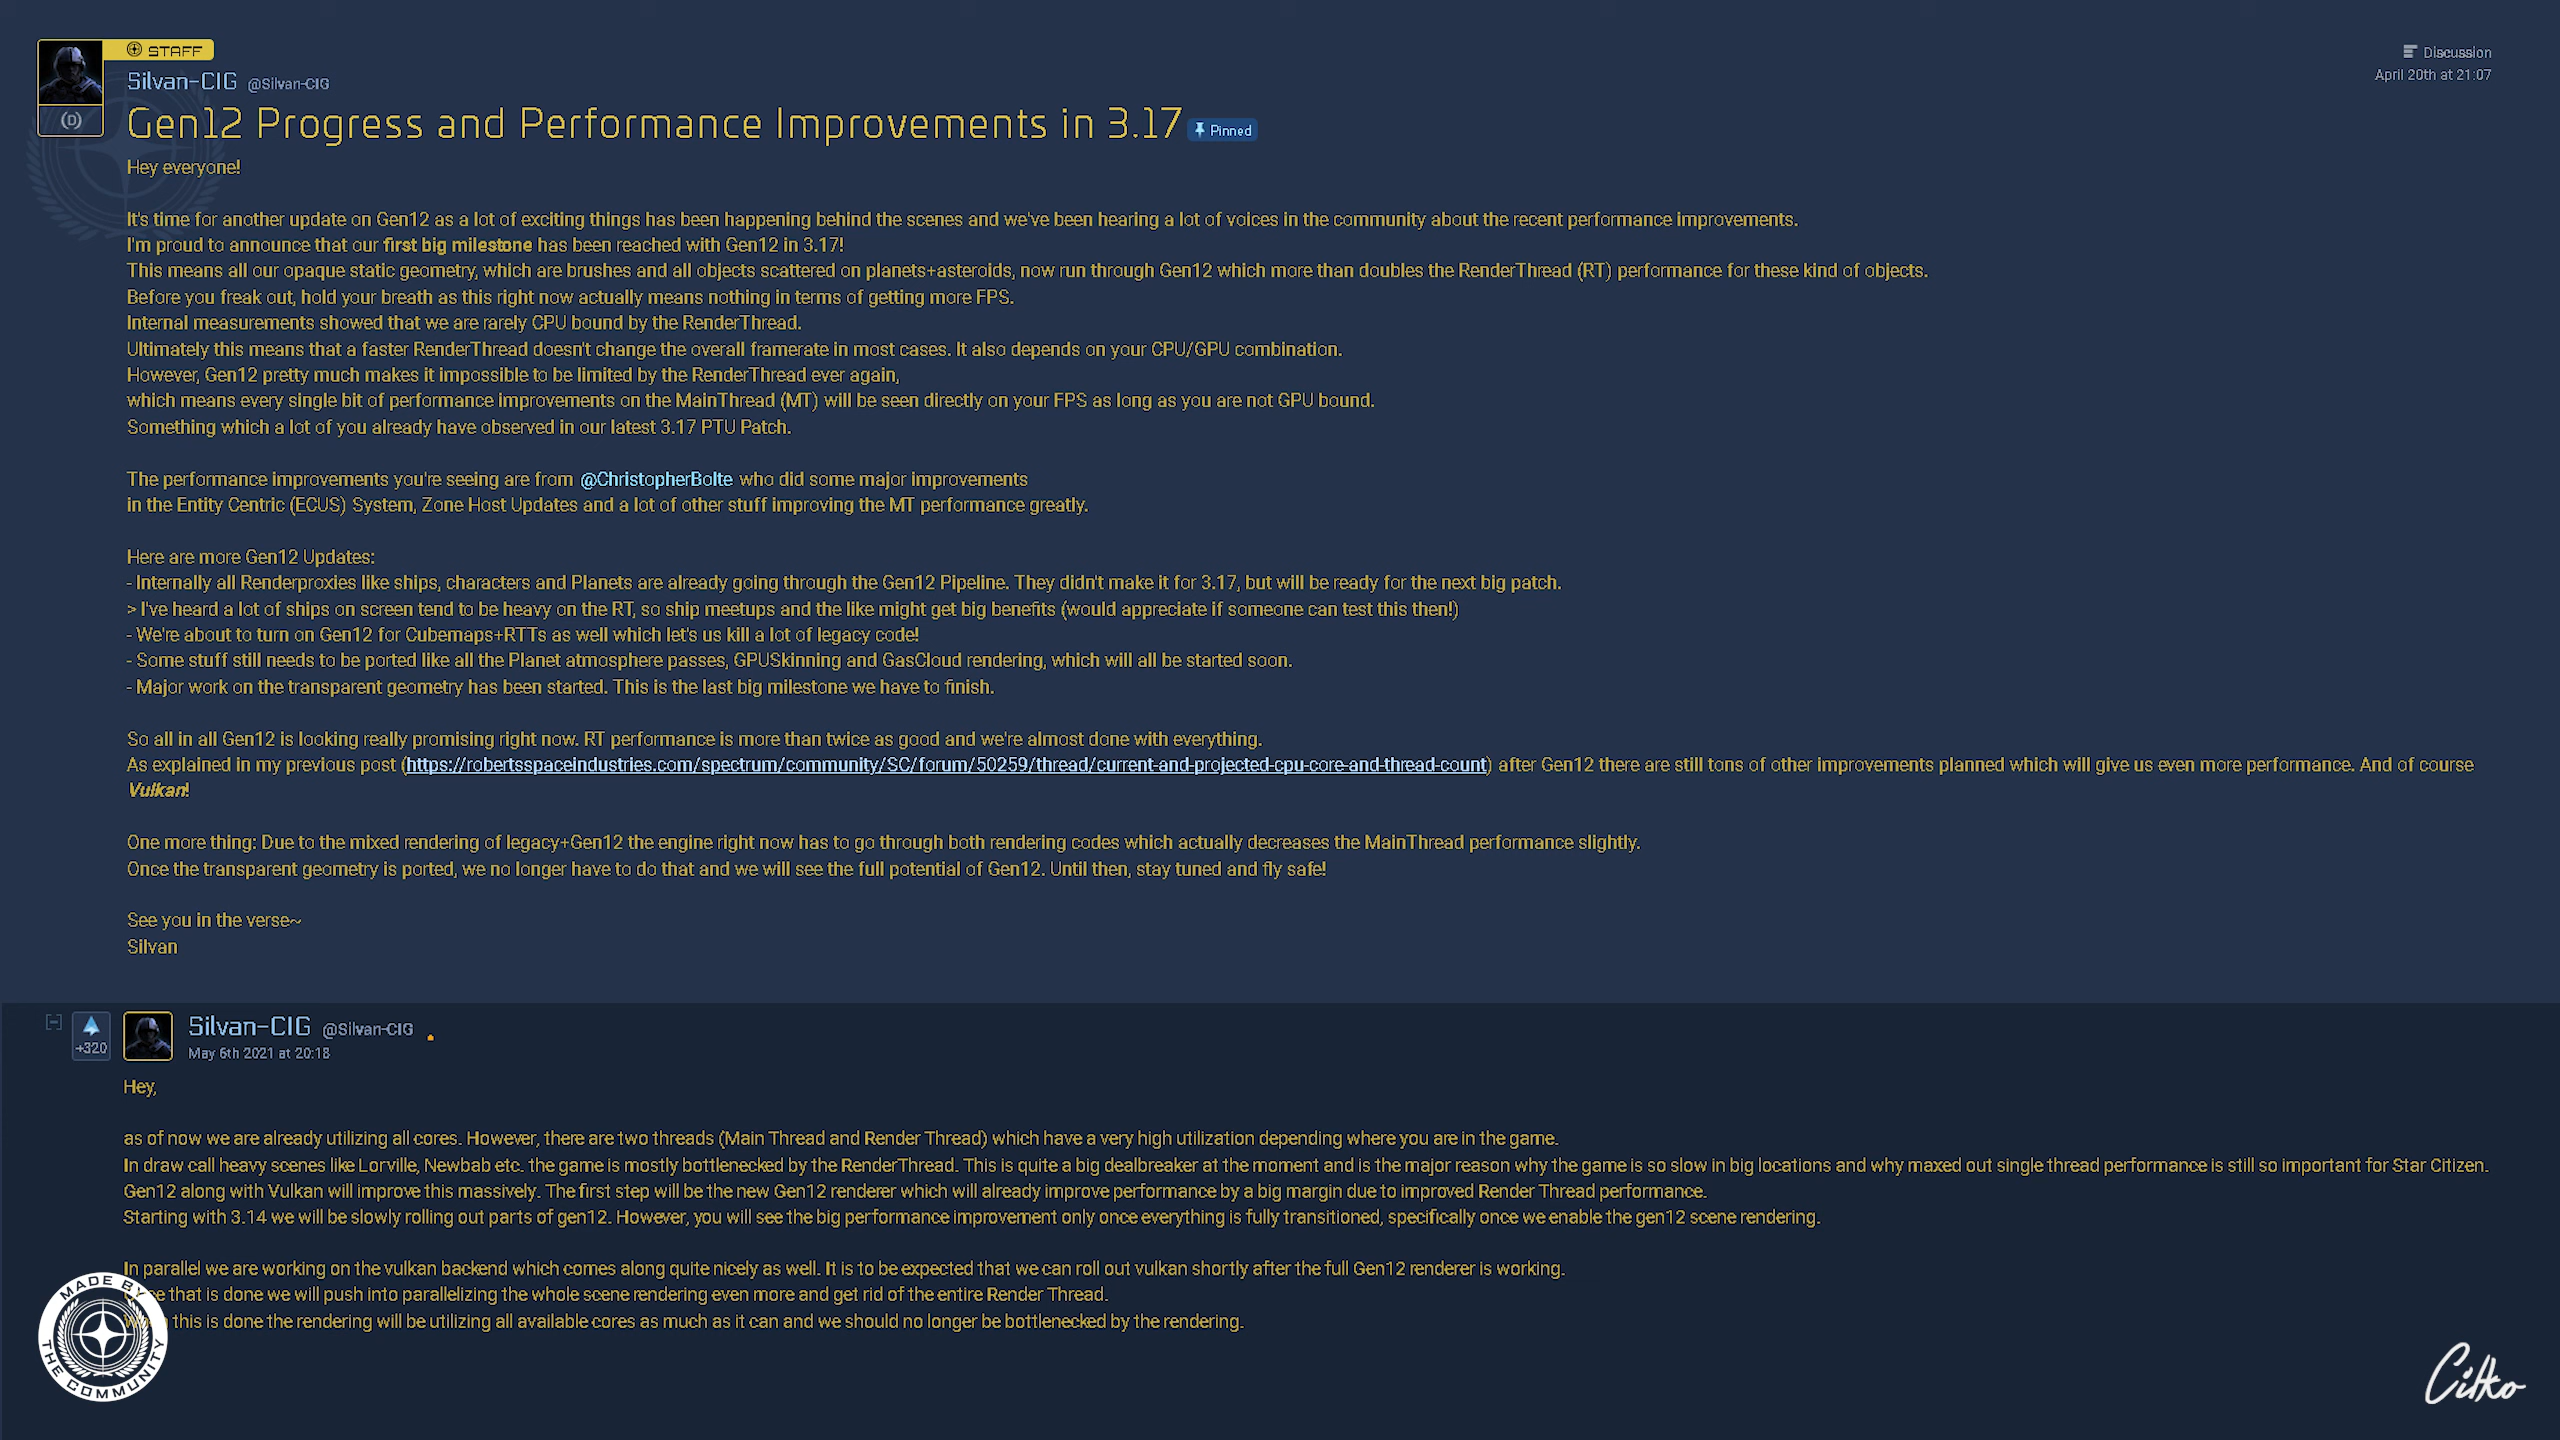 STAFF
Silvan-CIG @Silvan-CIG
Discussion
April 20th at 21:07
Gen12 Progress and Performance Improvements in 3.17 Pinned
Hey everyone!
It's time for another update on Gen12 as a lot of exciting things has been happening behind the scenes and we've been hearing a lot of voices in the community about the recent performance improvements.
I'm proud to announce that our first big milestone has been reached with Gen12 in 3.17!
This means all our opaque static geometry, which are brushes and all objects scattered on planets+asteroids, now run through Gen12 which more than doubles the RenderThread (RT) performance for these kind of objects.
Before you freak out, hold your breath as this right now actually means nothing in terms of getting more FPS.
Internal measurements showed that we are rarely CPU bound by the RenderThread.
Ultimately this means that a faster RenderThread doesn't change the overall framerate in most cases. It also depends on your CPU/GPU combination.
However, Gen12 pretty much makes it impossible to be limited by the RenderThread ever again,
which means every single bit of performance improvements on the MainThread (MT) will be seen directly on your FPS as long as you are not GPU bound.
Something which a lot of you already have observed in our latest 3.17 PTU Patch.
The performance improvements you're seeing are from @ChristopherBolte who did some major improvements
in the Entity Centric (ECUS) System, Zone Host Updates and a lot of other stuff improving the MT performance greatly.
Here are more Gen12 Updates:
- Internally all Renderproxies like ships, characters and Planets are already going through the Gen12 Pipeline. They didn't make it for 3.17, but will be ready for the next big patch.
> I've heard a lot of ships on screen tend to be heavy on the RT, so ship meetups and the like might get big benefits (would appreciate if someone can test this then!)
- We're about to turn on Gen12 for Cubemaps+RTTs as well which let's us kill a lot of legacy code!
- Some stuff still needs to be ported like all the Planet atmosphere passes, GPUSkinning and GasCloud rendering, which will all be started soon.
- Major work on the transparent geometry has been started. This is the last big milestone we have to finish.
So all in all Gen12 is looking really promising right now. RT performance is more than twice as good and we're almost done with everything.
As explained in my previous post (https://robertsspaceindustries.com/spectrum/community/SC/forum/50259/thread/current-and-projected-cpu-core-and-thread-count) after Gen12 there are still tons of other improvements planned which will give us even more performance. And of course
Vulkan!
One more thing: Due to the mixed rendering of legacy+Gen12 the engine right now has to go through both rendering codes which actually decreases the MainThread performance slightly.
Once the transparent geometry is ported, we no longer have to do that and we will see the full potential of Gen12. Until then, stay tuned and fly safe!
See you in the verse~
Silvan
[-] +320 Silvan-CIG @Silvan-CIG
May 6th 2021 at 20:18
Hey,
as of now we are already utilizing all cores. However, there are two threads (Main Thread and Render Thread) which have a very high utilization depending where you are in the game.
In draw call heavy scenes like Lorville, Newbab etc. the game is mostly bottlenecked by the RenderThread. This is quite a big dealbreaker at the moment and is the major reason why the game is so slow in big locations and why maxed out single thread performance is still so important for Star Citizen.
Gen12 along with Vulkan will improve this massively. The first step will be the new Gen12 renderer which will already improve performance by a big margin due to improved Render Thread performance.
Starting with 3.14 we will be slowly rolling out parts of gen12. However, you will see the big performance improvement only once everything is fully transitioned, specifically once we enable the gen12 scene rendering.
In parallel we are working on the vulkan backend which comes along quite nicely as well. It is to be expected that we can roll out vulkan shortly after the full Gen12 renderer is working.
that is done we will push into parallelizing the whole scene rendering even more and get rid of the entire Render Thread.
this is done the rendering will be utilizing all available cores as much as it can and we should no longer be bottlenecked by the rendering.
MADE BY THE COMMUNITY
Citko